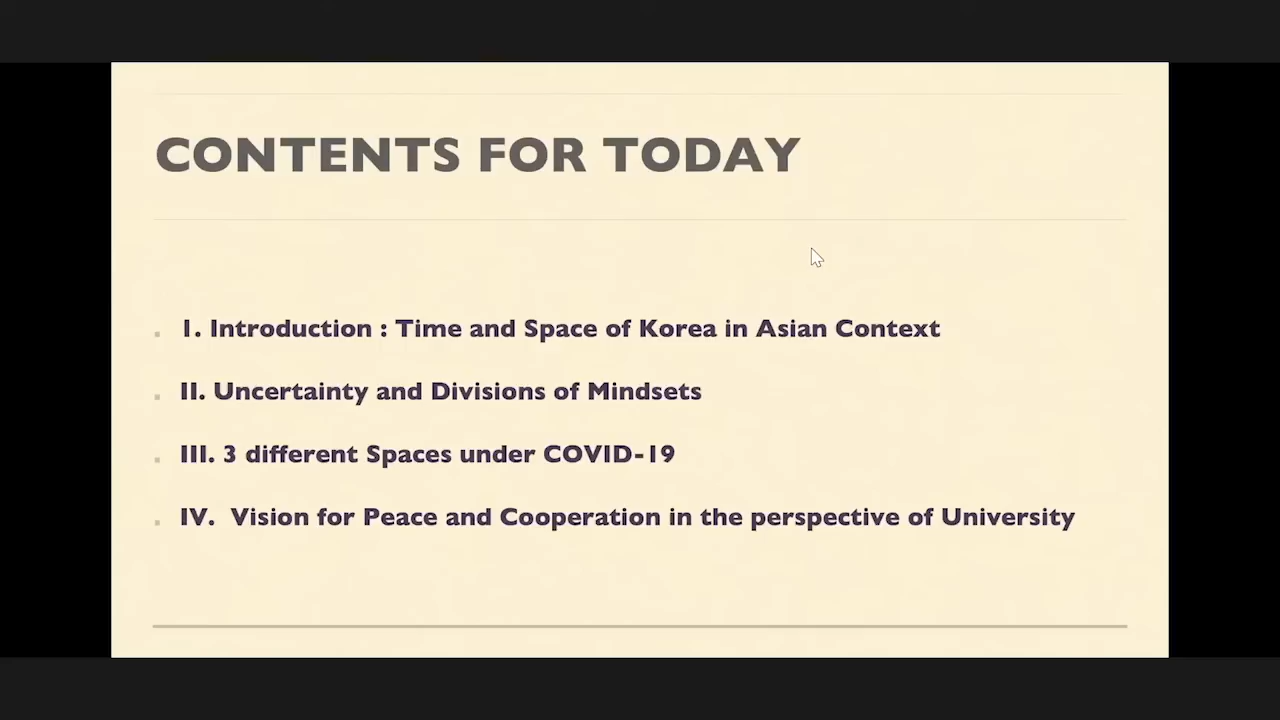 CONTENTS FOR TODAY
1. Introduction : Time and Space of Korea in Asian Context
II. Uncertainty and Divisions of Mindsets
III. 3 different Spaces under COVID-19
IV. Vision for Peace and Cooperation in the perspective of University